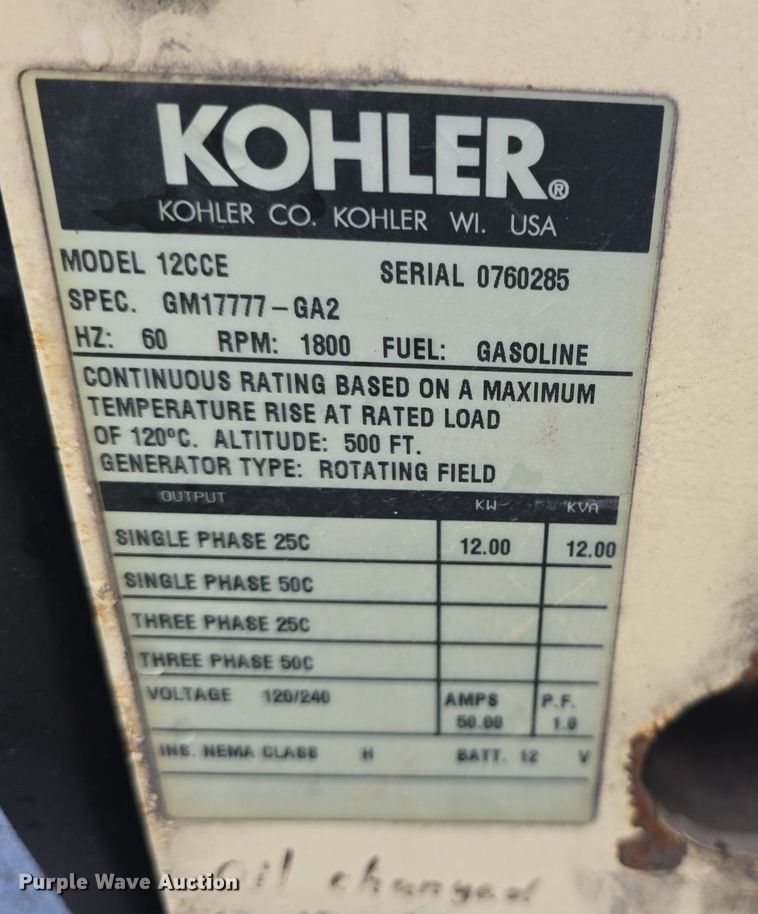 KOHLER®
KOHLER CO. KOHLER WI. USA
MODEL 12CCE SERIAL 0760285
SPEC. GM17777-GA2
HZ: 60 RPM: 1800 FUEL: GASOLINE
CONTINUOUS RATING BASED ON A MAXIMUM
TEMPERATURE RISE AT RATED LOAD
OF 120ºC. ALTITUDE: 500 FT.
GENERATOR TYPE: ROTATING FIELD
OUTPUT KW KVA
SINGLE PHASE 25C 12.00 12.00
SINGLE PHASE 50C
THREE PHASE 25C
THREE PHASE 50C
VOLTAGE 120/240 AMPS P.F.
50.00 1.0
INS. NEMA CLASS H BATT. 12 V
Oil changed
Purple Wave Auction